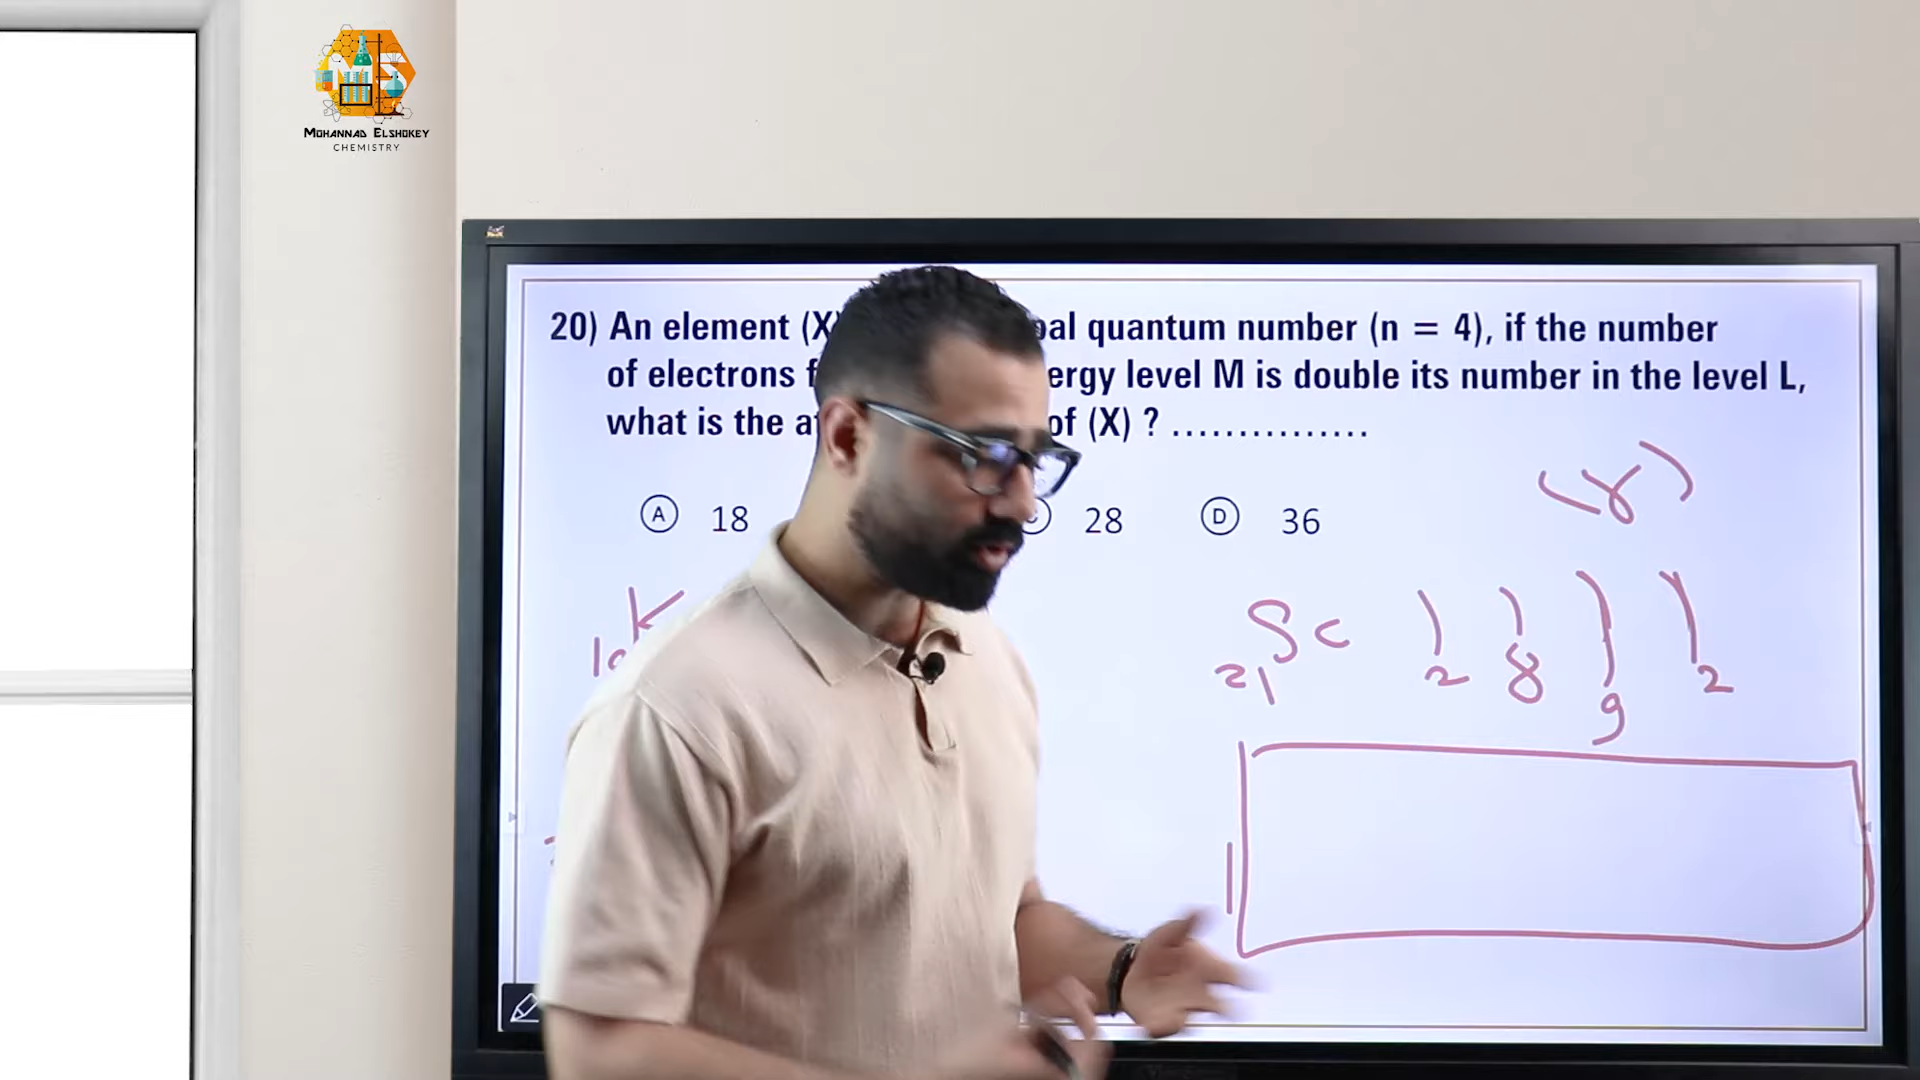 MOHANNAD ELSHOKEY
CHEMISTRY
20) An element (X pal quantum number (n = 4), if the number
of electrons f ergy level M is double its number in the level L,
what is the at of (X) ? ...............
A 18 C 28 D 36
(γ)
K
21Sc 2 8 9 2